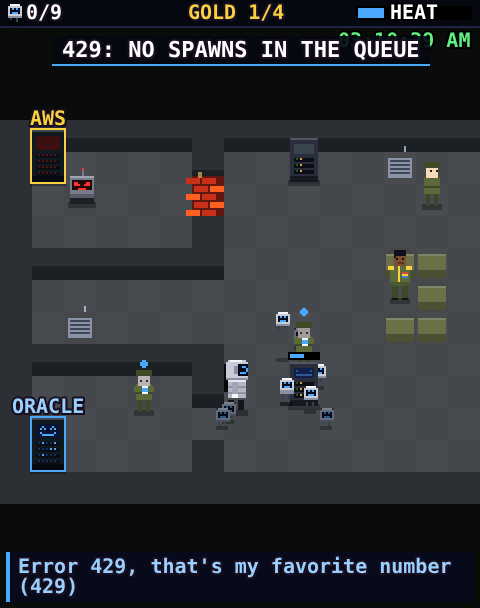 0/9 GOLD 1/4 HEAT
429: NO SPAWNS IN THE QUEUE
AM
AWS
ORACLE
Error 429, that's my favorite number
(429)